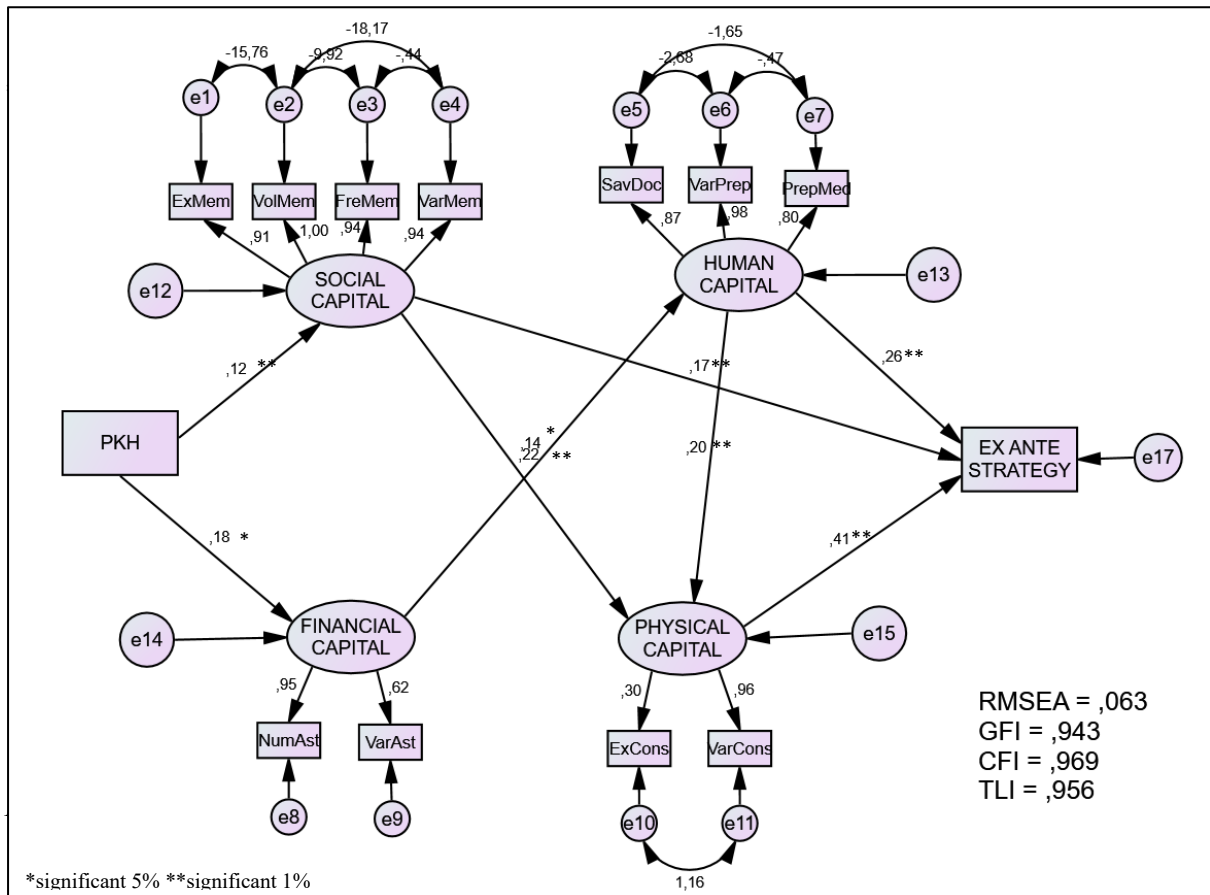 -18,17
-15,76
-9,92
-,44
e1
e2
e3
e4
ExMem
VolMem
FreMem
VarMem
,91
1,00
,94
,94
e12
SOCIAL
CAPITAL
-1,65
-2,68
-,47
e5
e6
e7
SavDoc
VarPrep
PrepMed
,87
,98
,80
HUMAN
CAPITAL
e13
,12 **
,17**
,26**
PKH
,14 *
,22 **
,20**
EX ANTE
STRATEGY
e17
,18 *
,41**
e14
FINANCIAL
CAPITAL
PHYSICAL
CAPITAL
e15
,95
,62
,30
,96
NumAst
VarAst
ExCons
VarCons
e8
e9
e10
e11
1,16
RMSEA = ,063
GFI = ,943
CFI = ,969
TLI = ,956
*significant 5% **significant 1%